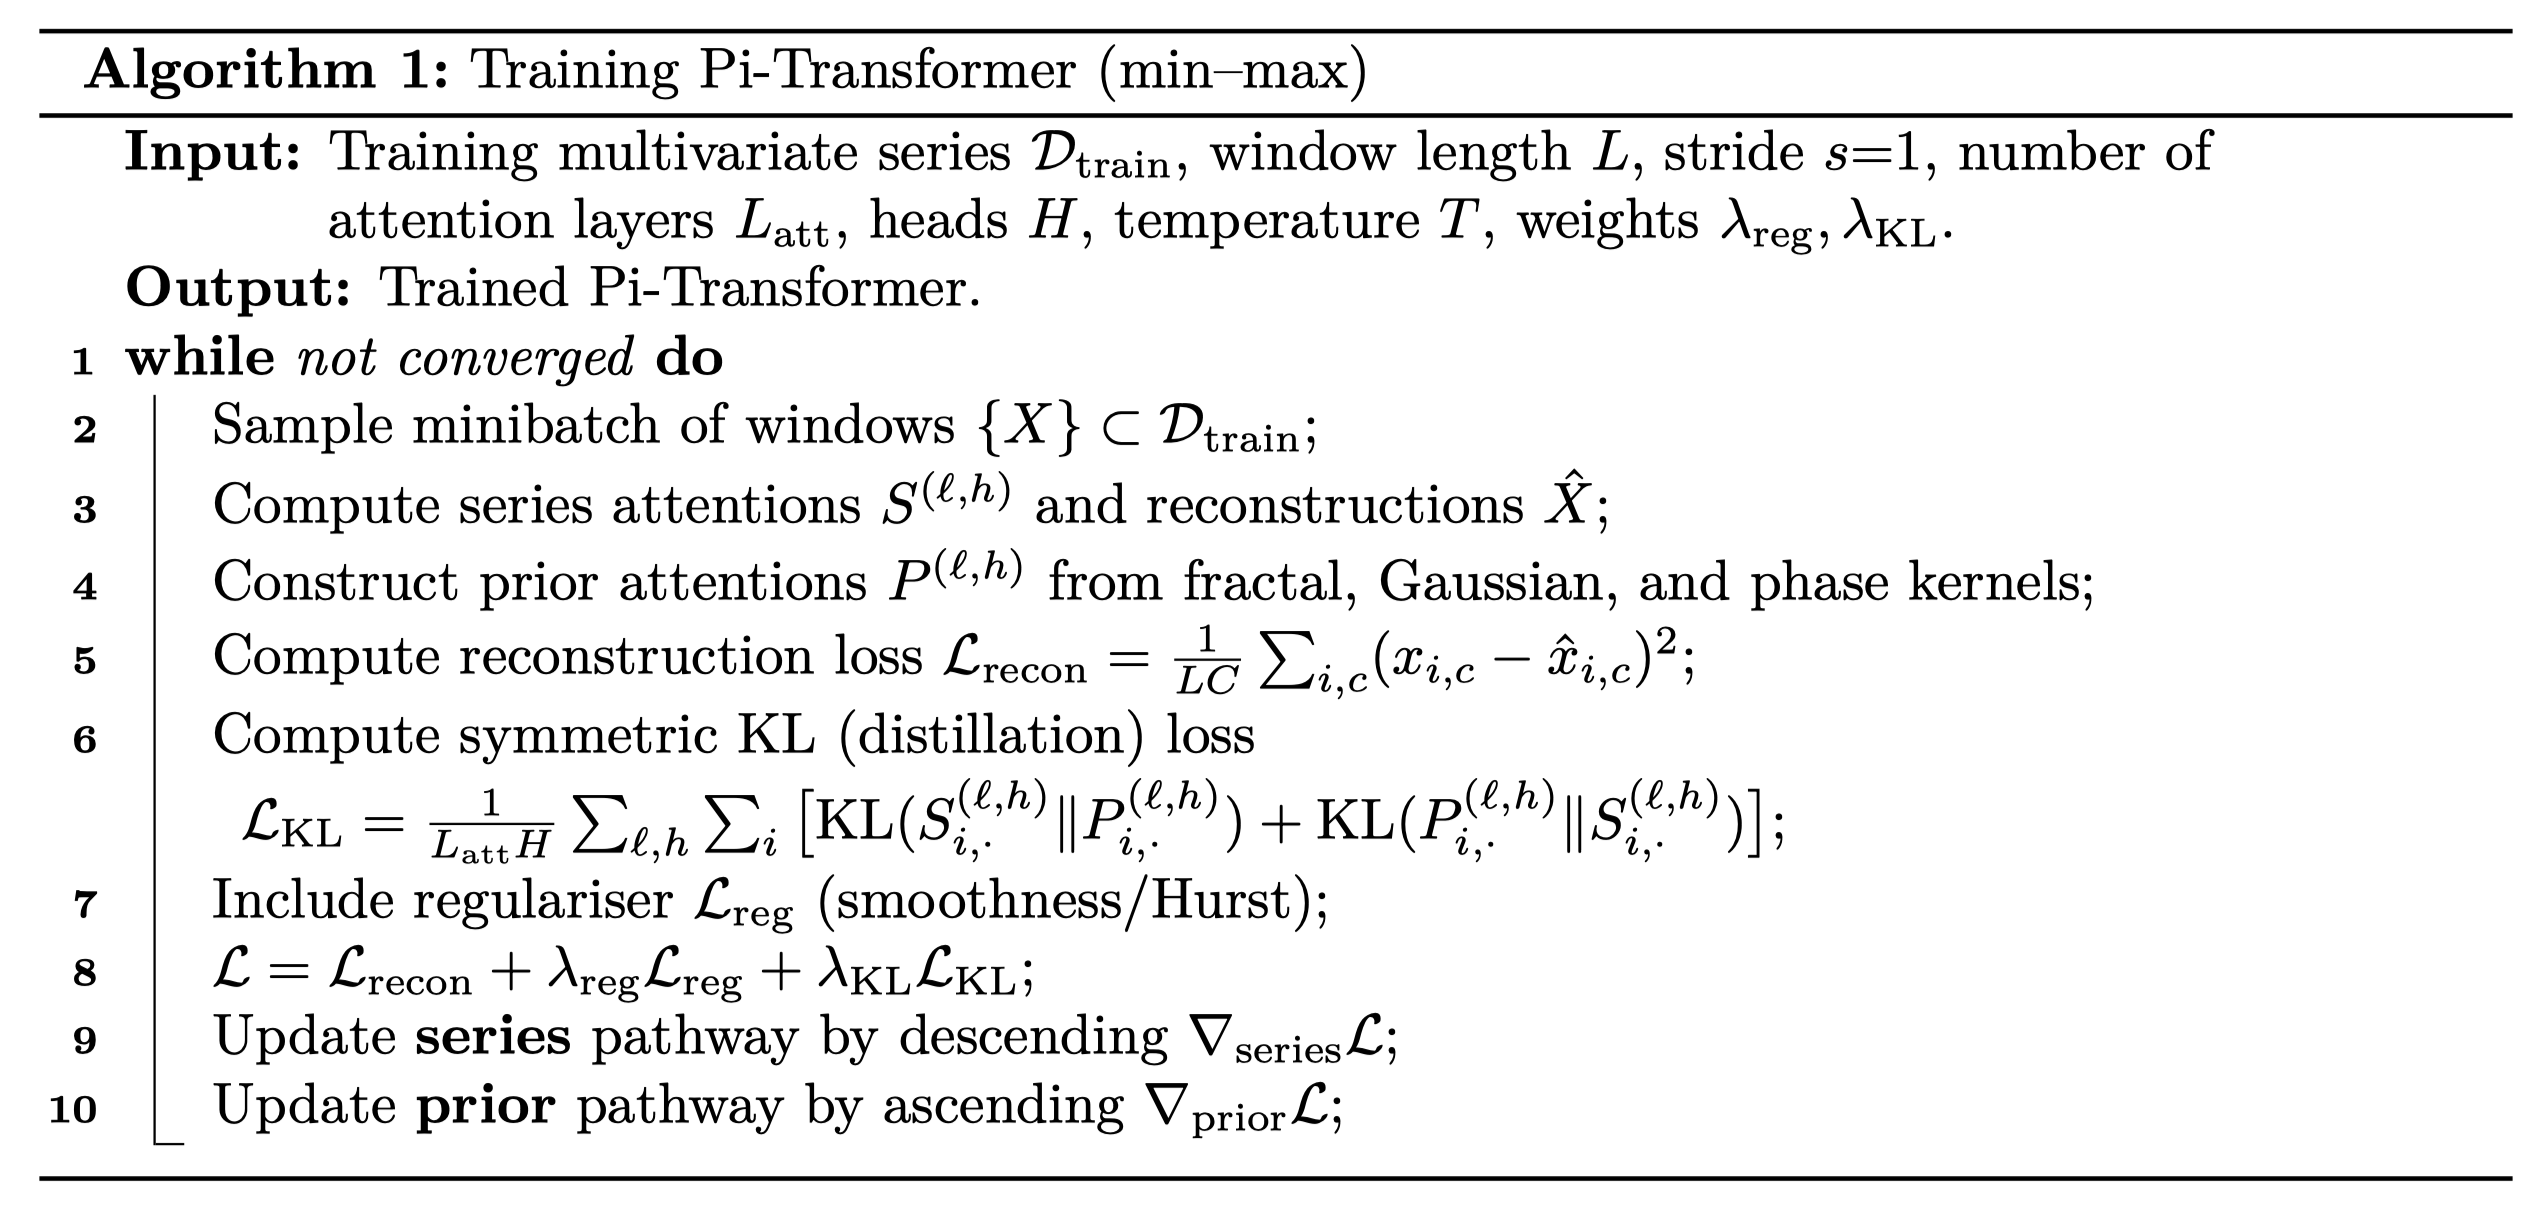 Algorithm 1: Training Pi-Transformer (min–max)
Input: Training multivariate series $\mathcal{D}_{\text{train}}$, window length $L$, stride $s$=1, number of
attention layers $L_{\text{att}}$, heads $H$, temperature $T$, weights $\lambda_{\text{reg}}, \lambda_{\text{KL}}$.
Output: Trained Pi-Transformer.
1 while not converged do
2 Sample minibatch of windows $\{X\} \subset \mathcal{D}_{\text{train}}$;
3 Compute series attentions $S^{(\ell,h)}$ and reconstructions $\hat{X}$;
4 Construct prior attentions $P^{(\ell,h)}$ from fractal, Gaussian, and phase kernels;
5 Compute reconstruction loss $\mathcal{L}_{\text{recon}} = \frac{1}{LC} \sum_{i,c} (x_{i,c} - \hat{x}_{i,c})^2$;
6 Compute symmetric KL (distillation) loss
$\mathcal{L}_{\text{KL}} = \frac{1}{L_{\text{att}}H} \sum_{\ell,h} \sum_i \left[ \text{KL}(S_{i,\cdot}^{(\ell,h)} \| P_{i,\cdot}^{(\ell,h)}) + \text{KL}(P_{i,\cdot}^{(\ell,h)} \| S_{i,\cdot}^{(\ell,h)}) \right]$;
7 Include regulariser $\mathcal{L}_{\text{reg}}$ (smoothness/Hurst);
8 $\mathcal{L} = \mathcal{L}_{\text{recon}} + \lambda_{\text{reg}} \mathcal{L}_{\text{reg}} + \lambda_{\text{KL}} \mathcal{L}_{\text{KL}}$;
9 Update series pathway by descending $\nabla_{\text{series}} \mathcal{L}$;
10 Update prior pathway by ascending $\nabla_{\text{prior}} \mathcal{L}$;